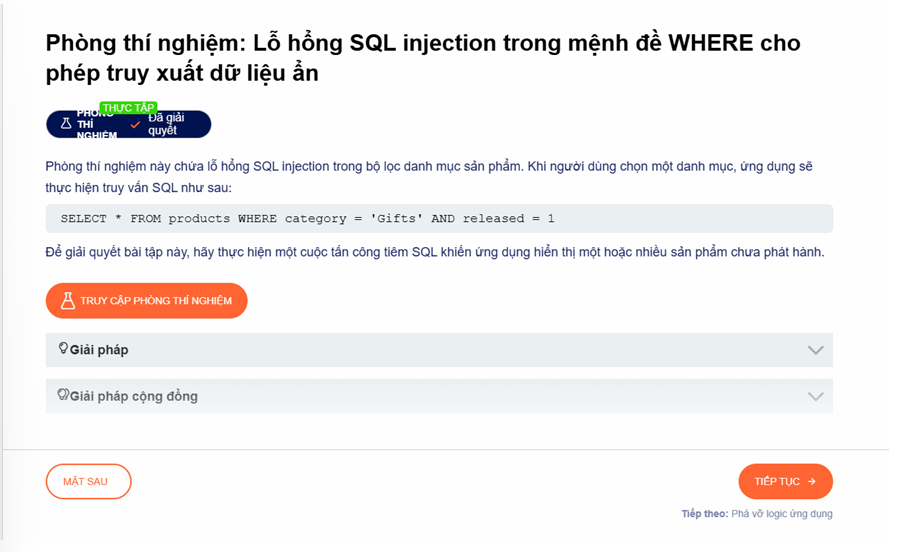 Phòng thí nghiệm: Lỗ hổng SQL injection trong mệnh đề WHERE cho
phép truy xuất dữ liệu ẩn
THỰC TẬP
PHÒNG
THÍ
NGHIỆM
Đã giải
quyết
Phòng thí nghiệm này chứa lỗ hổng SQL injection trong bộ lọc danh mục sản phẩm. Khi người dùng chọn một danh mục, ứng dụng sẽ
thực hiện truy vấn SQL như sau:
SELECT * FROM products WHERE category = 'Gifts' AND released = 1
Để giải quyết bài tập này, hãy thực hiện một cuộc tấn công tiêm SQL khiến ứng dụng hiển thị một hoặc nhiều sản phẩm chưa phát hành.
TRUY CẬP PHÒNG THÍ NGHIỆM
Giải pháp
Giải pháp cộng đồng
MẶT SAU
TIẾP TỤC →
Tiếp theo: Phá vỡ logic ứng dụng